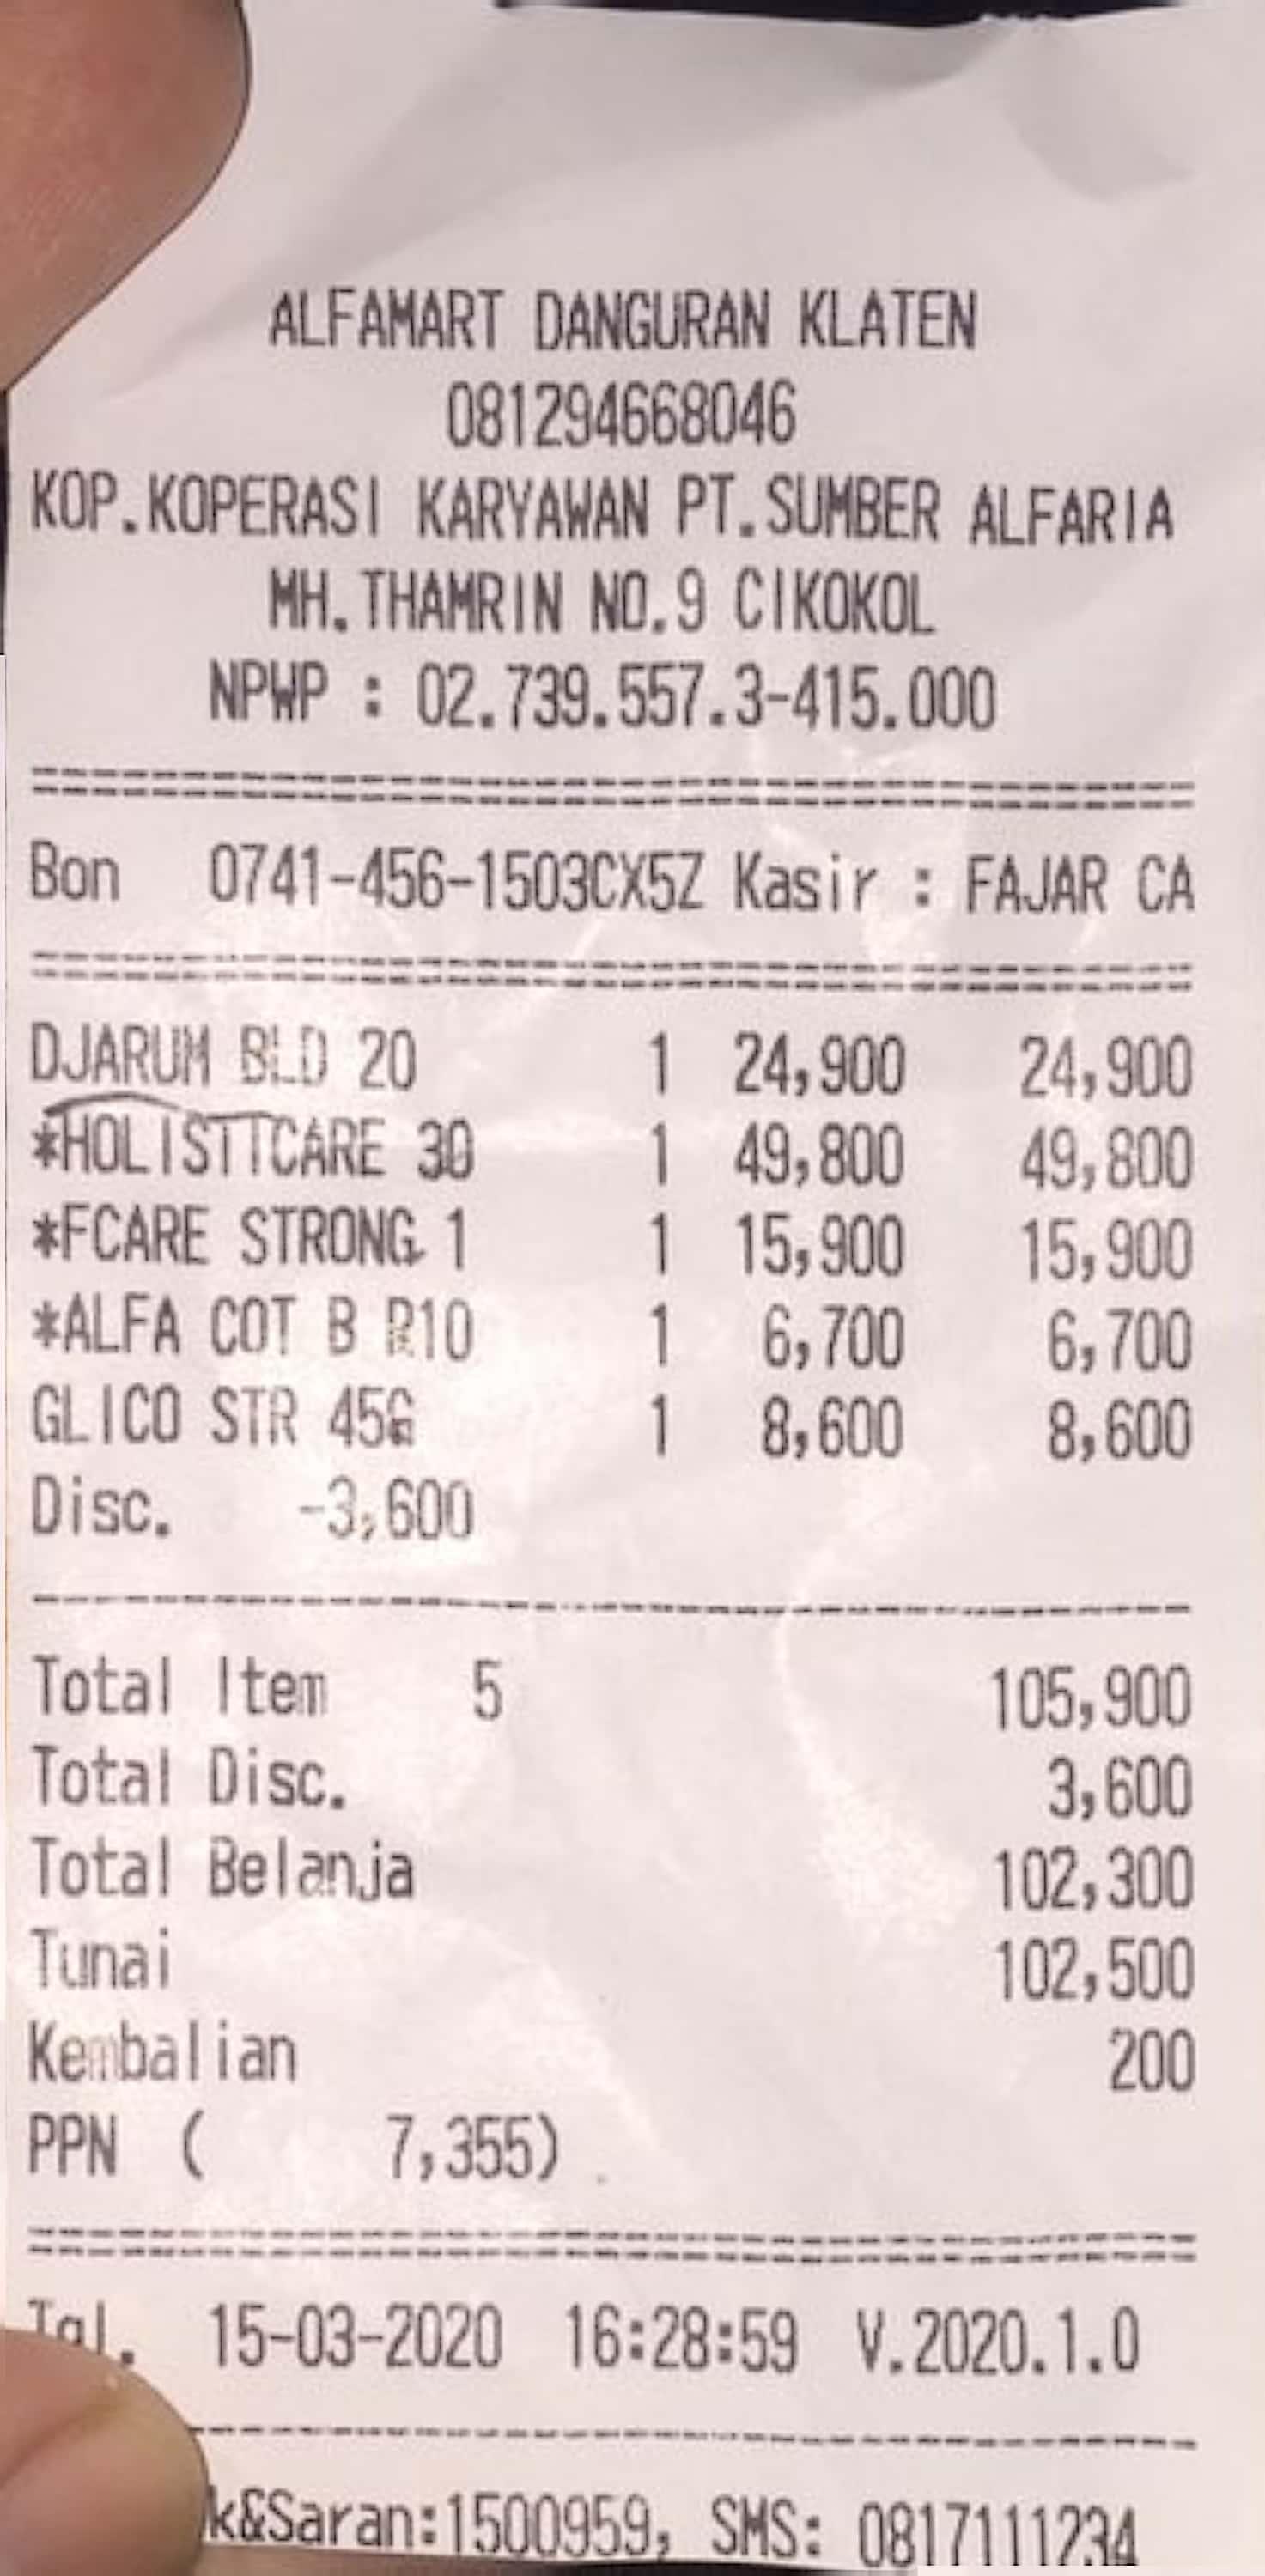 ALFAMART DANGURAN KLATEN
081294668046
KOP.KOPERASI KARYAWAN PT.SUMBER ALFARIA
MH.THAMRIN NO.9 CIKOKOL
NPWP : 02.739.557.3-415.000
Bon 0741-456-1503CX5Z Kasir : FAJAR CA
DJARUM BLD 20 1 24,900 24,900
*HOLISTICARE 30 1 49,800 49,800
*FCARE STRONG 1 1 15,900 15,900
*ALFA COT B R10 1 6,700 6,700
GLICO STR 45G 1 8,600 8,600
Disc. -3,600
Total Item 5 105,900
Total Disc. 3,600
Total Belanja 102,300
Tunai 102,500
Kembalian 200
PPN ( 7,355)
Tgl. 15-03-2020 16:28:59 V.2020.1.0
k&Saran:1500959, SMS: 0817111234